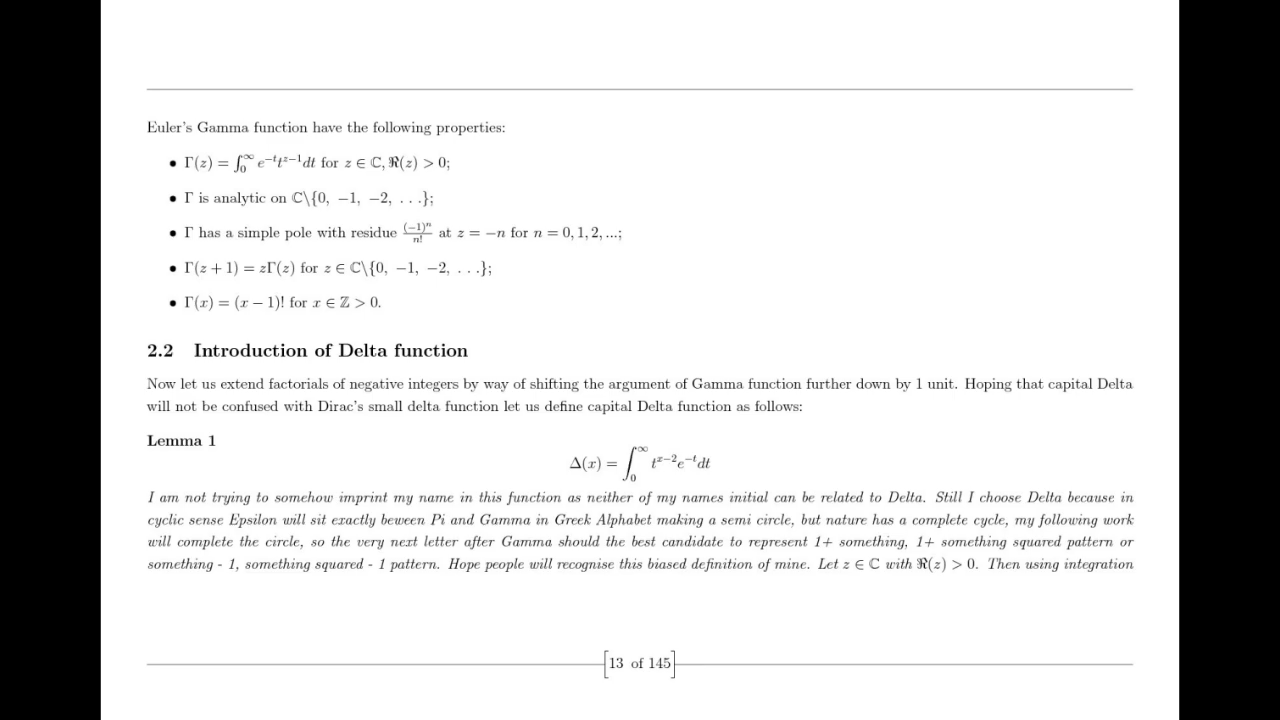 Euler's Gamma function have the following properties:
• Γ(z) = ∫₀^∞ e^{−t}t^{z−1}dt for z ∈ ℂ, ℜ(z) > 0;
• Γ is analytic on ℂ\{0, −1, −2, . . .};
• Γ has a simple pole with residue (−1)^n/n! at z = −n for n = 0, 1, 2, ...;
• Γ(z + 1) = zΓ(z) for z ∈ ℂ\{0, −1, −2, . . .};
• Γ(x) = (x − 1)! for x ∈ ℤ > 0.
2.2 Introduction of Delta function
Now let us extend factorials of negative integers by way of shifting the argument of Gamma function further down by 1 unit. Hoping that capital Delta
will not be confused with Dirac's small delta function let us define capital Delta function as follows:
Lemma 1
Δ(x) = ∫₀^∞ t^{x−2}e^{−t}dt
I am not trying to somehow imprint my name in this function as neither of my names initial can be related to Delta. Still I choose Delta because in
cyclic sense Epsilon will sit exactly beween Pi and Gamma in Greek Alphabet making a semi circle, but nature has a complete cycle, my following work
will complete the circle, so the very next letter after Gamma should the best candidate to represent 1+ something, 1+ something squared pattern or
something - 1, something squared - 1 pattern. Hope people will recognise this biased definition of mine. Let z ∈ ℂ with ℜ(z) > 0. Then using integration
[13 of 145]